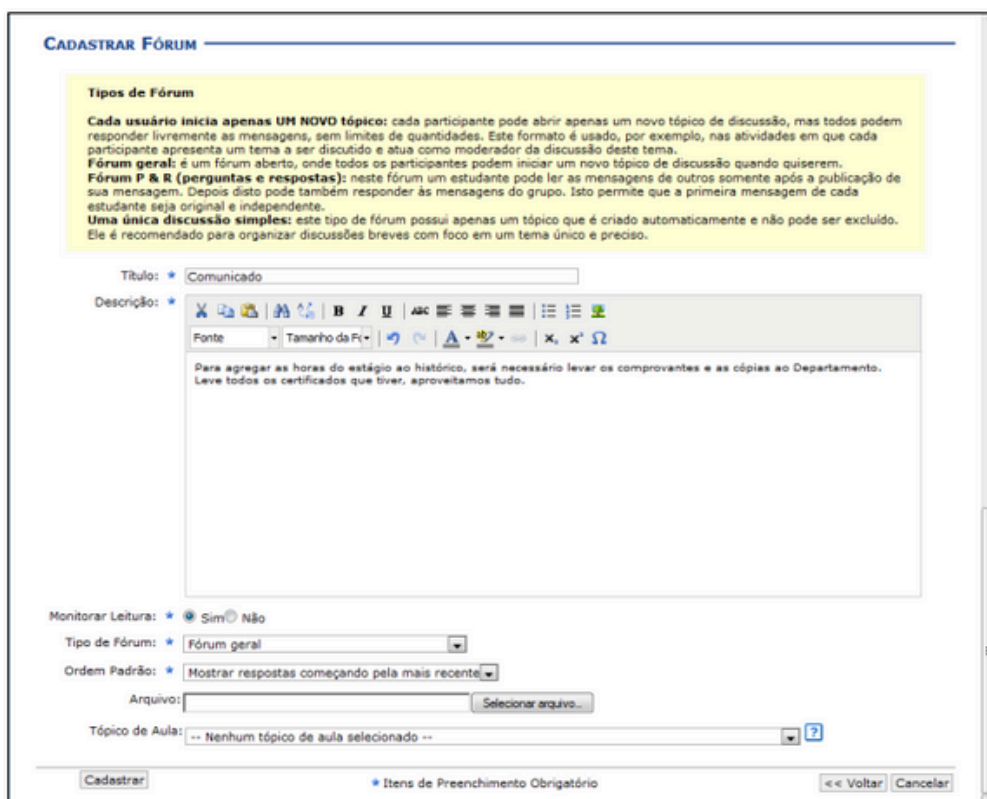 CADASTRAR FÓRUM
Tipos de Fórum
Cada usuário inicia apenas UM NOVO tópico: cada participante pode abrir apenas um novo tópico de discussão, mas todos podem
responder livremente as mensagens, sem limites de quantidades. Este formato é usado, por exemplo, nas atividades em que cada
participante apresenta um tema a ser discutido e atua como moderador da discussão deste tema.
Fórum geral: é um fórum aberto, onde todos os participantes podem iniciar um novo tópico de discussão quando quiserem.
Fórum P & R (perguntas e respostas): neste fórum um estudante pode ler as mensagens de outros somente após a publicação de
sua mensagem. Depois disto pode também responder às mensagens do grupo. Isto permite que a primeira mensagem de cada
estudante seja original e independente.
Uma única discussão simples: este tipo de fórum possui apenas um tópico que é criado automaticamente e não pode ser excluído.
Ele é recomendado para organizar discussões breves com foco em um tema único e preciso.
Título: * Comunicado
Descrição: *
B I U ABC
Fonte Tamanho da Fo A ab x₂ x² Ω
Para agregar as horas do estágio ao histórico, será necessário levar os comprovantes e as cópias ao Departamento.
Leve todos os certificados que tiver, aproveitamos tudo.
Monitorar Leitura: * Sim Não
Tipo de Fórum: * Fórum geral
Ordem Padrão: * Mostrar respostas começando pela mais recente
Arquivo: Selecionar arquivo...
Tópico de Aula: -- Nenhum tópico de aula selecionado -- ?
Cadastrar * Itens de Preenchimento Obrigatório << Voltar Cancelar